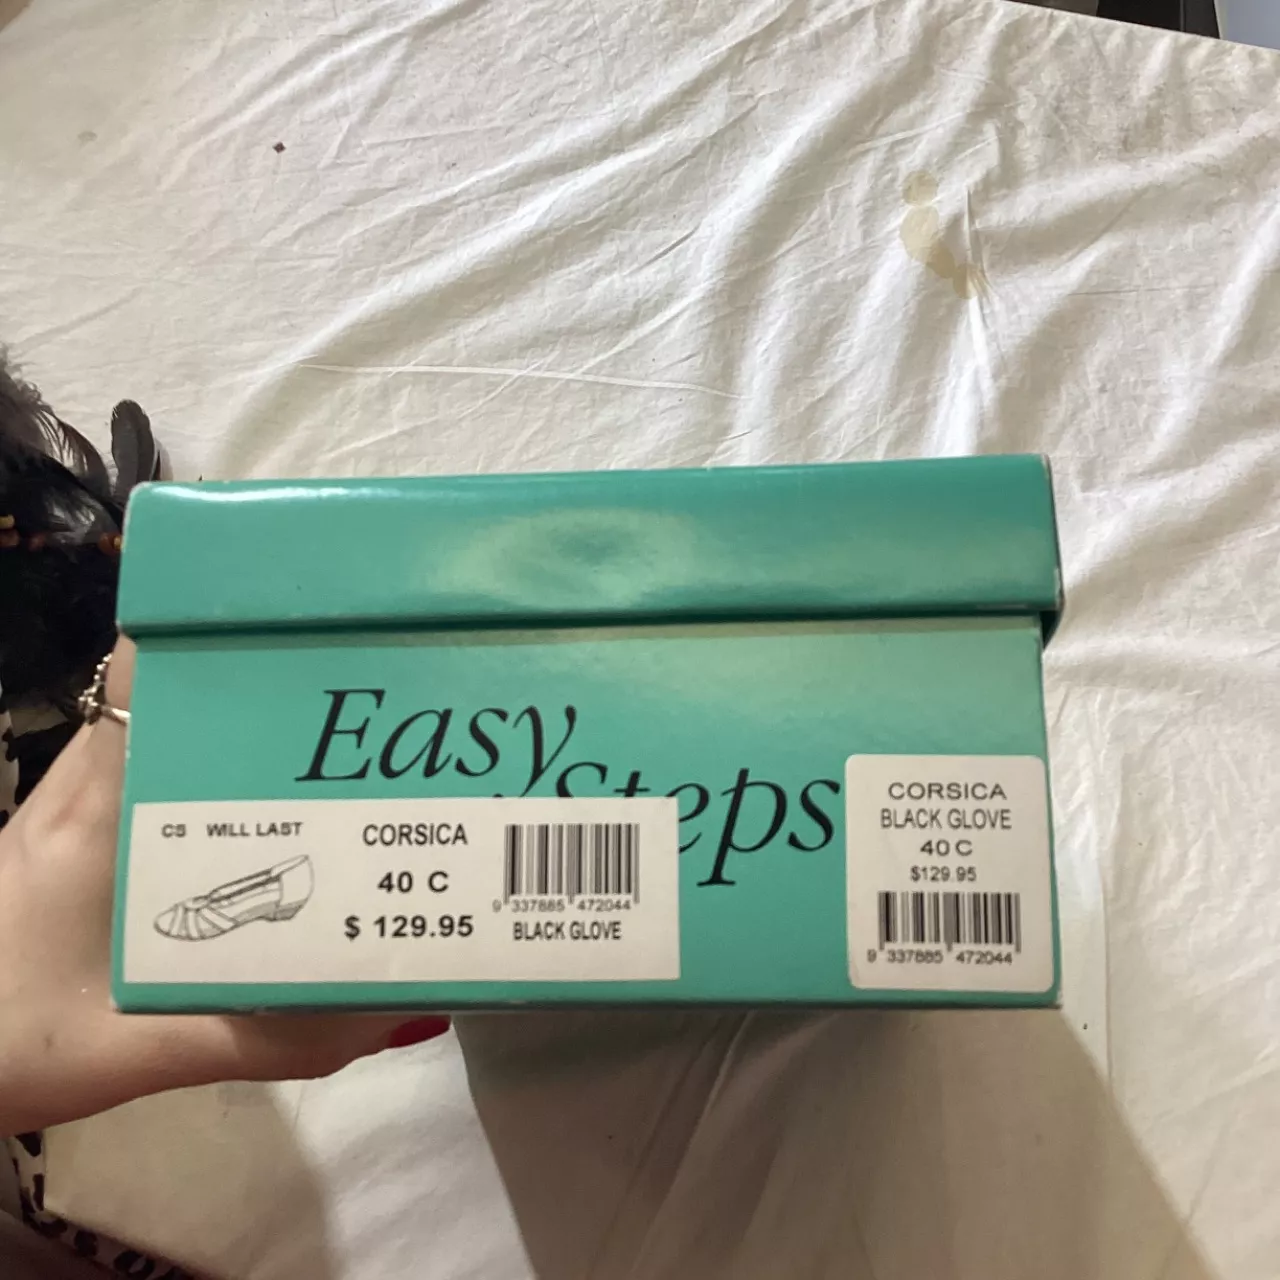 Easy
Steps
CS WILL LAST
CORSICA
40 C
$ 129.95
9 337885 472044
BLACK GLOVE
CORSICA
BLACK GLOVE
40 C
$129.95
9 337885 472044